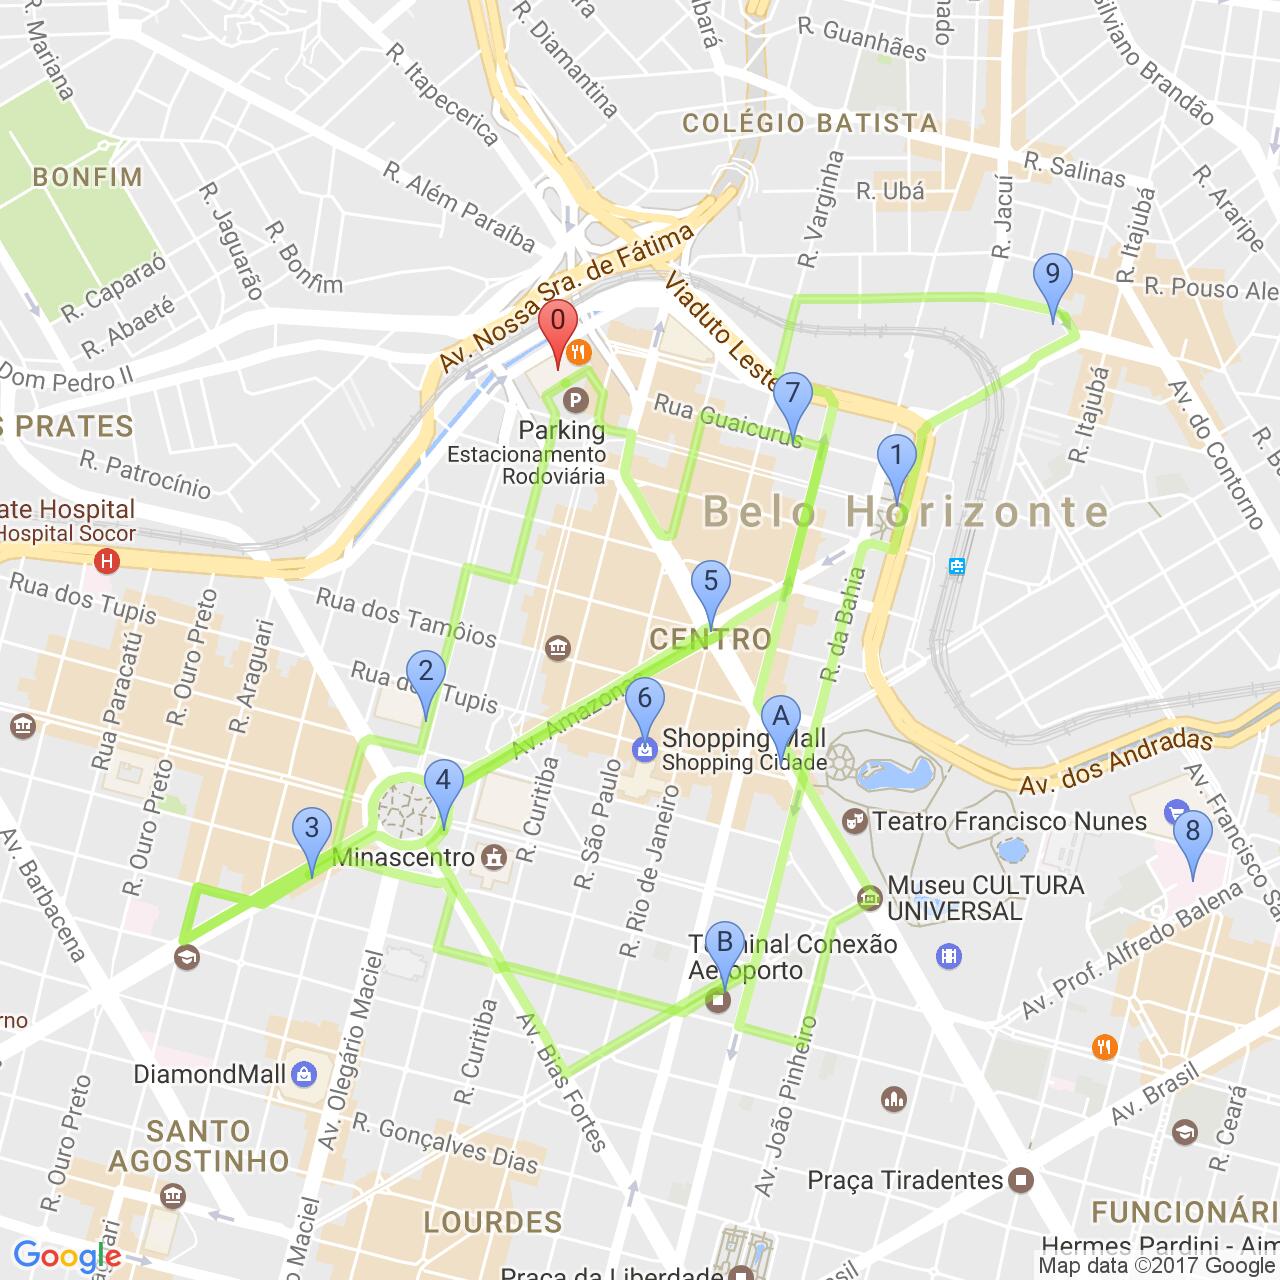 R. Mariana
R. Itapecerica
R. Diamantina
R. Guanhães
Silviano Brandão
COLÉGIO BATISTA
BONFIM
R. Além Paraíba
R. Jaguarão
R. Bonfim
R. Varginha
R. Ubá
R. Jacuí
R. Salinas
R. Itajubá
R. Araripe
R. Caparaó
R. Abaeté
Av. Nossa Sra. de Fátima
Viaduto Leste
R. Pouso Ale
9
0
Dom Pedro II
S PRATES
R. Patrocínio
Parking
Estacionamento
Rodoviária
Rua Guaicurus
7
1
R. Itajubá
Av. do Contorno
Belo Horizonte
ate Hospital
Hospital Socor
H
P
Rua dos Tupis
R. Ouro Preto
Rua Paracatú
R. Araguari
Rua dos Tamôios
Rua dos Tupis
2
5
CENTRO
R. da Bahia
6
A
Av. Amazonas
Shopping Mall
Shopping Cidade
Av. dos Andradas
Av. Francisco Sa
R. Ouro Preto
4
3
Minascentro
R. Curitiba
R. São Paulo
R. Rio de Janeiro
Teatro Francisco Nunes
8
Museu CULTURA
UNIVERSAL
Av. Barbacena
B
Terminal Conexão
Aeroporto
Av. Prof. Alfredo Balena
rno
Av. Olegário Maciel
R. Curitiba
Av. Bias Fortes
Av. João Pinheiro
DiamondMall
R. Ouro Preto
R. Gonçalves Dias
Av. Brasil
R. Ceará
SANTO
AGOSTINHO
Praça Tiradentes
LOURDES
FUNCIONÁRI
Hermes Pardini - Aim
Google
Praça da Liberdade
Map data ©2017 Google